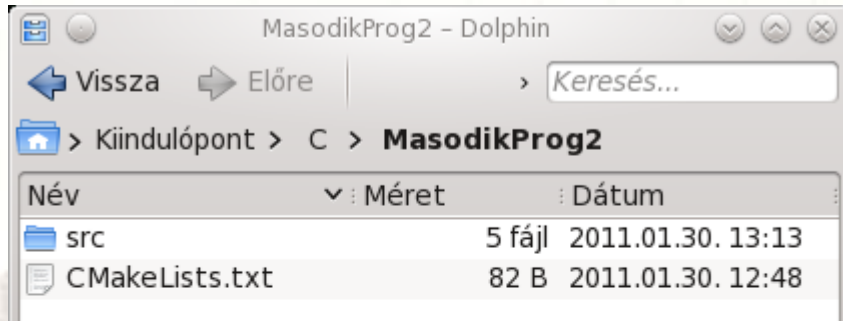 MasodikProg2 – Dolphin
Vissza Előre › Keresés...
> Kiindulópont > C > MasodikProg2
Név Méret Dátum
src 5 fájl 2011.01.30. 13:13
CMakeLists.txt 82 B 2011.01.30. 12:48